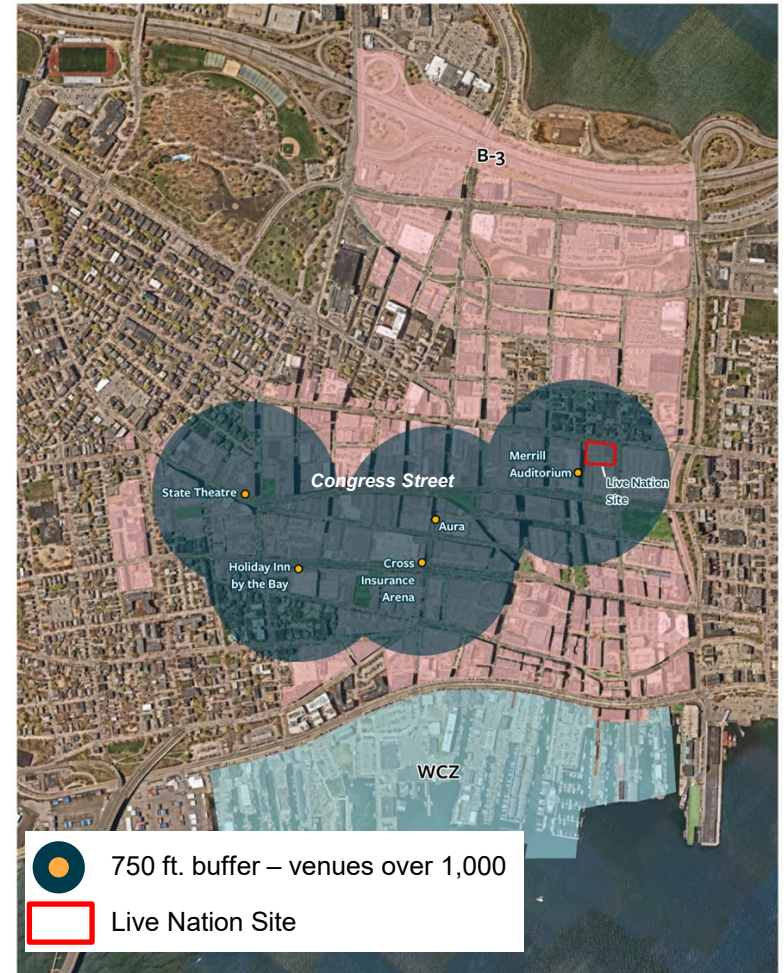 B-3
Merrill
Auditorium
Live Nation
Site
Congress Street
State Theatre
Aura
Holiday Inn
by the Bay
Cross
Insurance
Arena
WCZ
750 ft. buffer – venues over 1,000
Live Nation Site